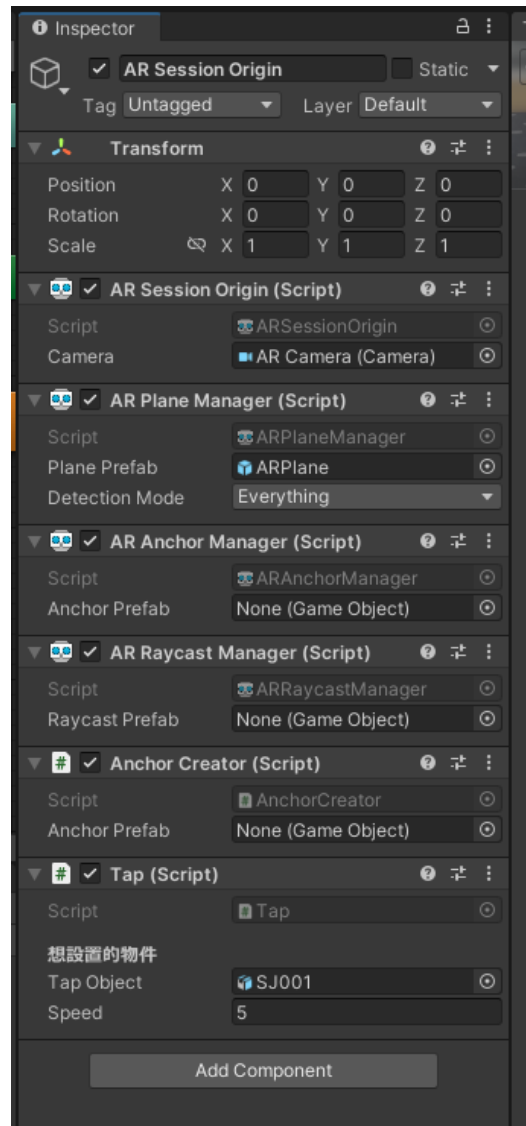 Inspector
AR Session Origin Static
Tag Untagged Layer Default
Transform
Position X 0 Y 0 Z 0
Rotation X 0 Y 0 Z 0
Scale X 1 Y 1 Z 1
AR Session Origin (Script)
Script ARSessionOrigin
Camera AR Camera (Camera)
AR Plane Manager (Script)
Script ARPlaneManager
Plane Prefab ARPlane
Detection Mode Everything
AR Anchor Manager (Script)
Script ARAnchorManager
Anchor Prefab None (Game Object)
AR Raycast Manager (Script)
Script ARRaycastManager
Raycast Prefab None (Game Object)
# Anchor Creator (Script)
Script AnchorCreator
Anchor Prefab None (Game Object)
# Tap (Script)
Script Tap
想設置的物件
Tap Object SJ001
Speed 5
Add Component